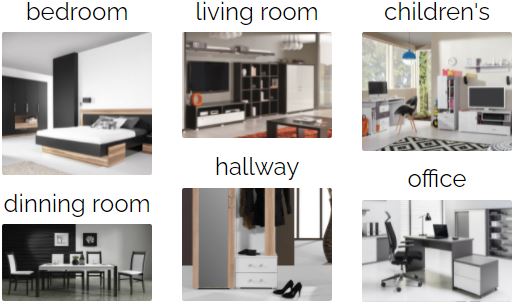 bedroom
living room
children's
hallway
office
dinning room